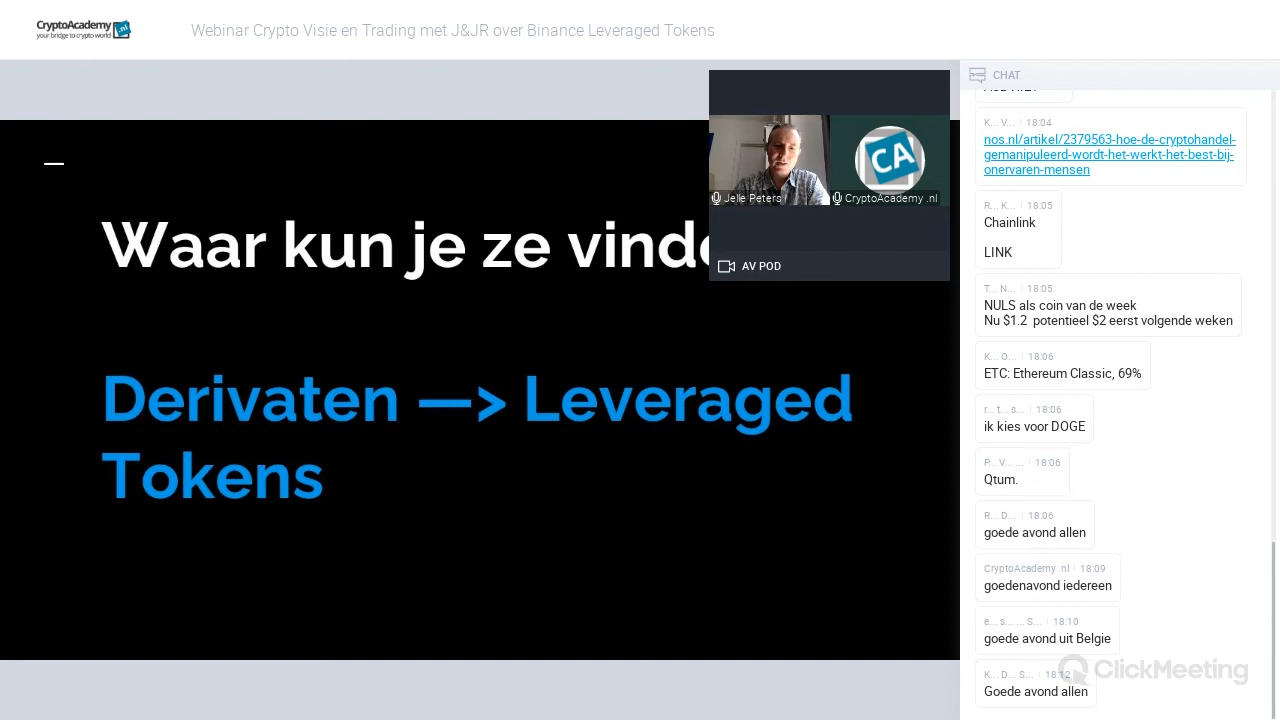 CryptoAcademy .nl
your bridge to crypto world
Webinar Crypto Visie en Trading met J&JR over Binance Leveraged Tokens
CHAT
K... V... 18:04
nos.nl/artikel/2379563-hoe-de-cryptohandel-
gemanipuleerd-wordt-het-werkt-het-best-bij-
onervaren-mensen
R... K... 18:05
Chainlink
LINK
T... N... 18:05
NULS als coin van de week
Nu $1.2 potentieel $2 eerst volgende weken
K... O... 18:06
ETC: Ethereum Classic, 69%
r... t... s... 18:06
ik kies voor DOGE
P... V... ... 18:06
Qtum.
R... D... 18:06
goede avond allen
CryptoAcademy .nl 18:09
goedenavond iedereen
e... s... ... S... 18:10
goede avond uit Belgie
K... D... S... 18:12
Goede avond allen
ClickMeeting
CA
Jelle Peters
CryptoAcademy .nl
AV POD
Waar kun je ze vind
Derivaten —> Leveraged
Tokens